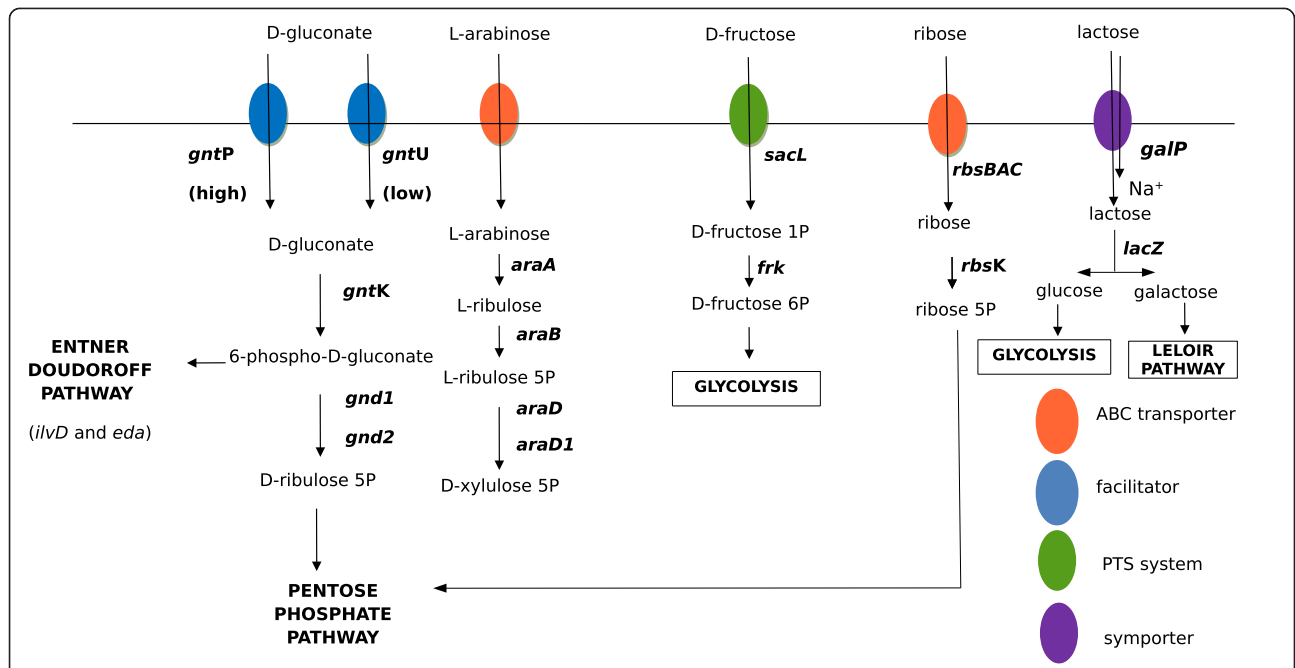 D-gluconate
L-arabinose
D-fructose
ribose
lactose
gntP
(high)
gntU
(low)
sacL
rbsBAC
galP
Na⁺
D-gluconate
L-arabinose
D-fructose 1P
ribose
lactose
gntK
araA
frk
rbsK
lacZ
L-ribulose
D-fructose 6P
ribose 5P
glucose
galactose
araB
ENTNER
DOUDOROFF
PATHWAY
(ilvD and eda)
6-phospho-D-gluconate
L-ribulose 5P
GLYCOLYSIS
GLYCOLYSIS
LELOIR
PATHWAY
gnd1
gnd2
araD
araD1
D-ribulose 5P
D-xylulose 5P
PENTOSE
PHOSPHATE
PATHWAY
ABC transporter
facilitator
PTS system
symporter